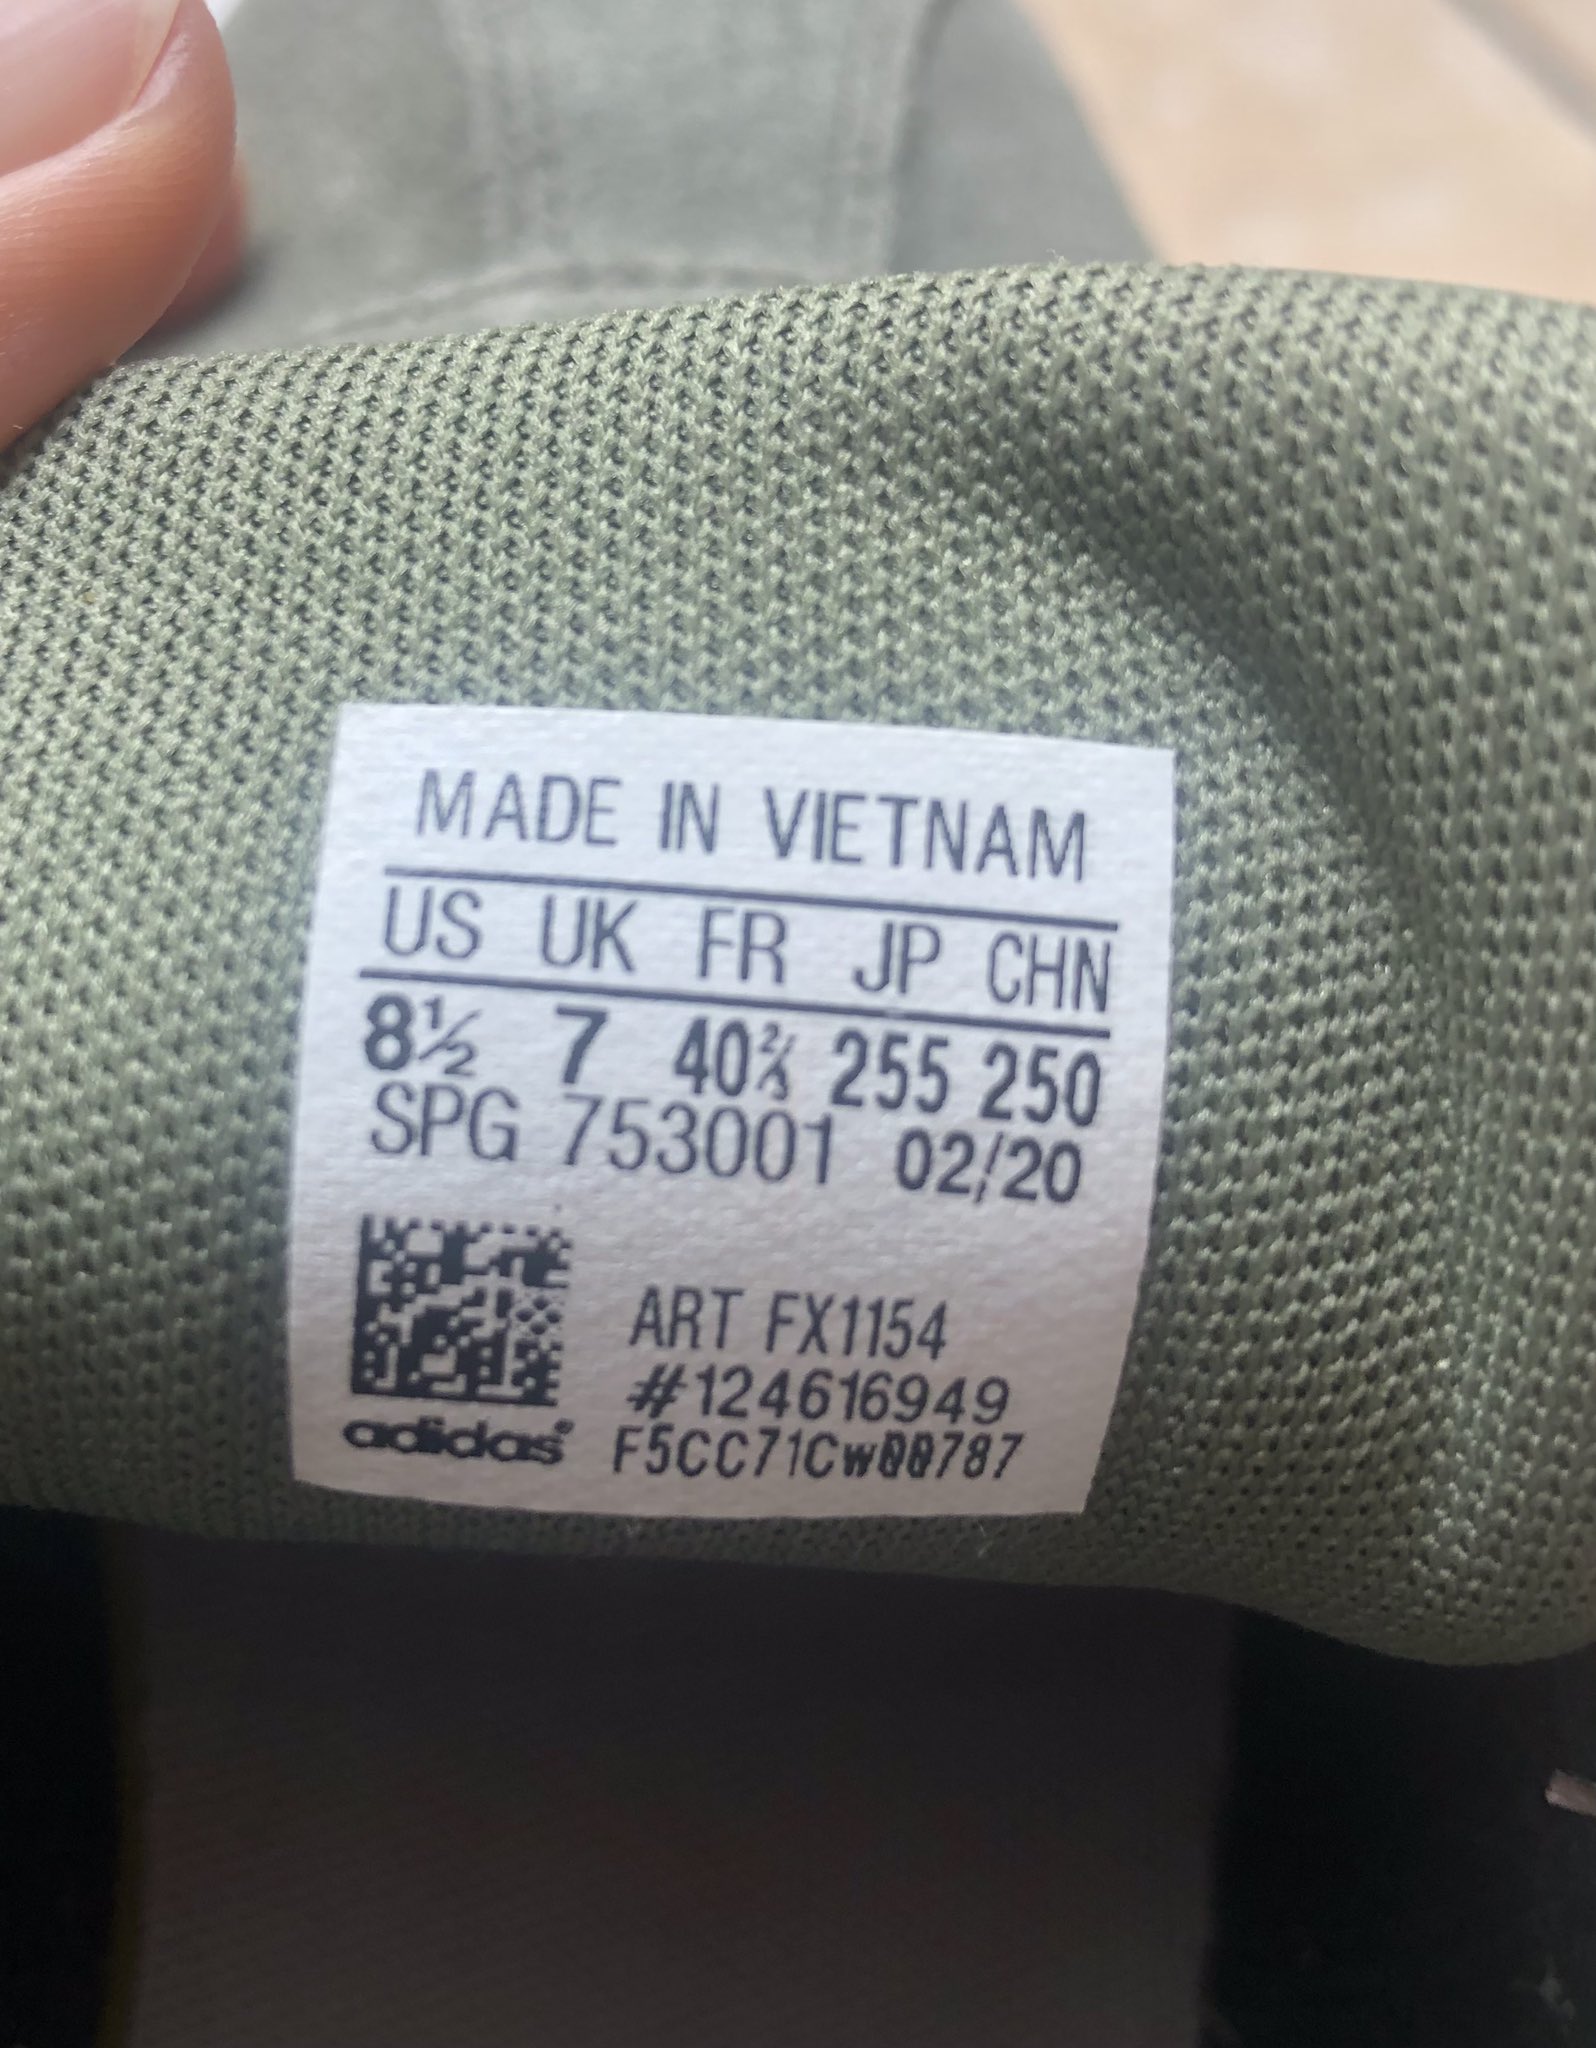 MADE IN VIETNAM
US UK FR JP CHN
8½ 7 40⅔ 255 250
SPG 753001 02/20
ART FX1154
#124616949
adidas® F5CC71Cw00787